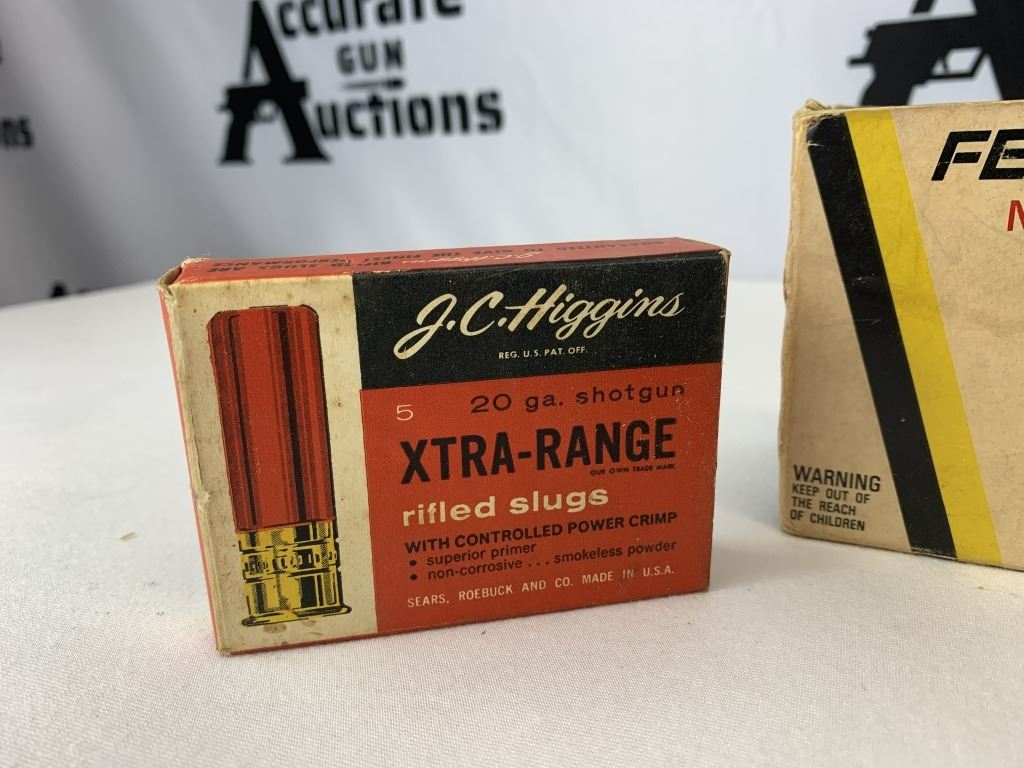 Accurate
GUN
Auctions
ns
FE
WARNING
KEEP OUT OF
THE REACH
OF CHILDREN
J.C. Higgins
REG. U.S. PAT. OFF.
5
20 ga. shotgun
XTRA-RANGE
OUR OWN TRADE MARK
rifled slugs
WITH CONTROLLED POWER CRIMP
• superior primer
• non-corrosive . . . smokeless powder
SEARS, ROEBUCK AND CO. MADE IN U.S.A.